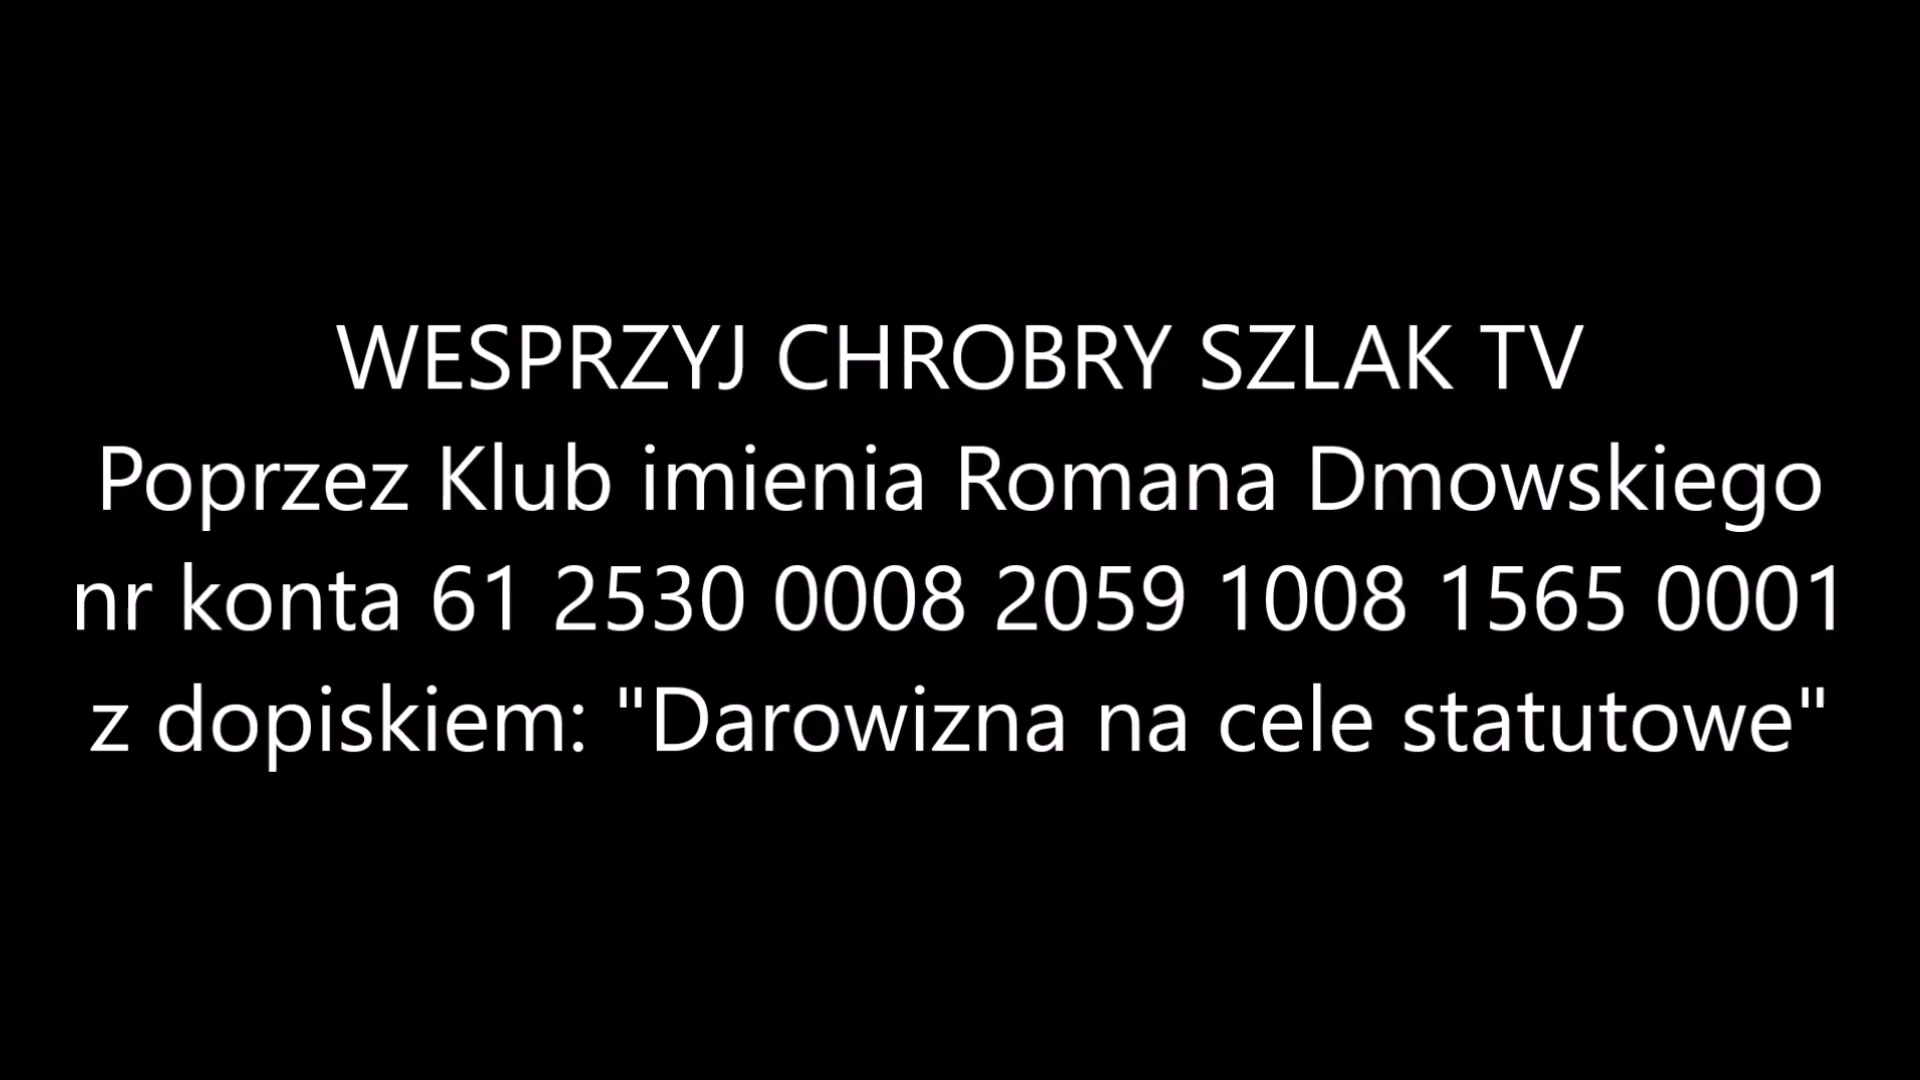 WESPRZYJ CHROBRY SZLAK TV
Poprzez Klub imienia Romana Dmowskiego
nr konta 61 2530 0008 2059 1008 1565 0001
z dopiskiem: "Darowizna na cele statutowe"